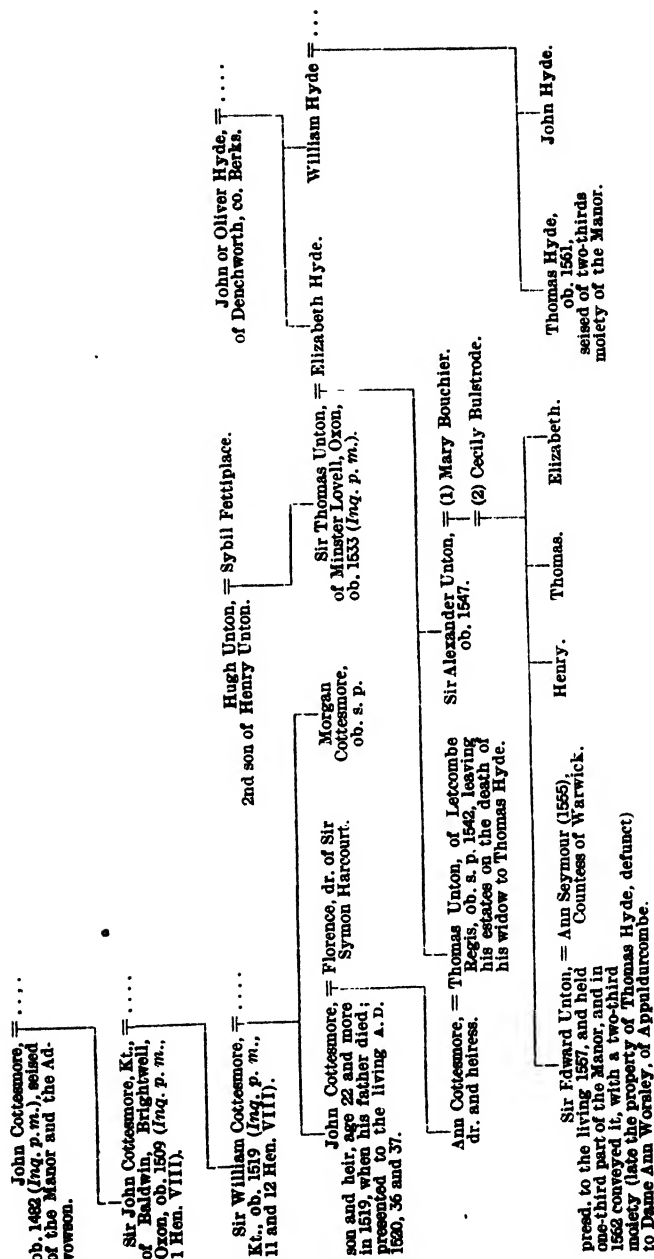 John Cottesmore, = ....
ob. 1482 (Inq. p. m.), seised
of the Manor and the Ad-
vowson.
Sir John Cottesmore, Kt., = ....
of Baldwin, Brightwell,
Oxon, ob. 1509 (Inq. p. m.,
1 Hen. VIII).
Sir William Cottesmore, = ....
Kt., ob. 1519 (Inq. p. m.,
11 and 12 Hen. VIII).
Hugh Unton, = Sybil Fettiplace.
2nd son of Henry Unton.
John or Oliver Hyde, = ....
of Denchworth, co. Berks.
John Cottesmore, = Florence, dr. of Sir
son and heir, age 22 and more Symon Harcourt.
in 1519, when his father died;
presented to the living A.D.
1520, 36 and 37.
Morgan
Cottesmore,
ob. s. p.
Sir Thomas Unton, = Elizabeth Hyde.
of Minster Lovell, Oxon,
ob. 1533 (Inq. p. m.).
William Hyde = ...
Ann Cottesmore, = Thomas Unton, of Letcombe
dr. and heiress. Regis, ob. s. p. 1542, leaving
his estates on the death of
his widow to Thomas Hyde.
Sir Alexander Unton, = (1) Mary Bouchier.
ob. 1547. = (2) Cecily Bulstrode.
Sir Edward Unton, = Ann Seymour (1555),
presd. to the living 1557, and held Countess of Warwick.
one-third part of the Manor, and in
1562 conveyed it, with a two-third
moiety (late the property of Thomas Hyde, defunct)
to Dame Ann Worsley, of Appuldurcombe.
Henry.
Thomas.
Elizabeth.
Thomas Hyde,
ob. 1561,
seised of two-thirds
moiety of the Manor.
John Hyde.